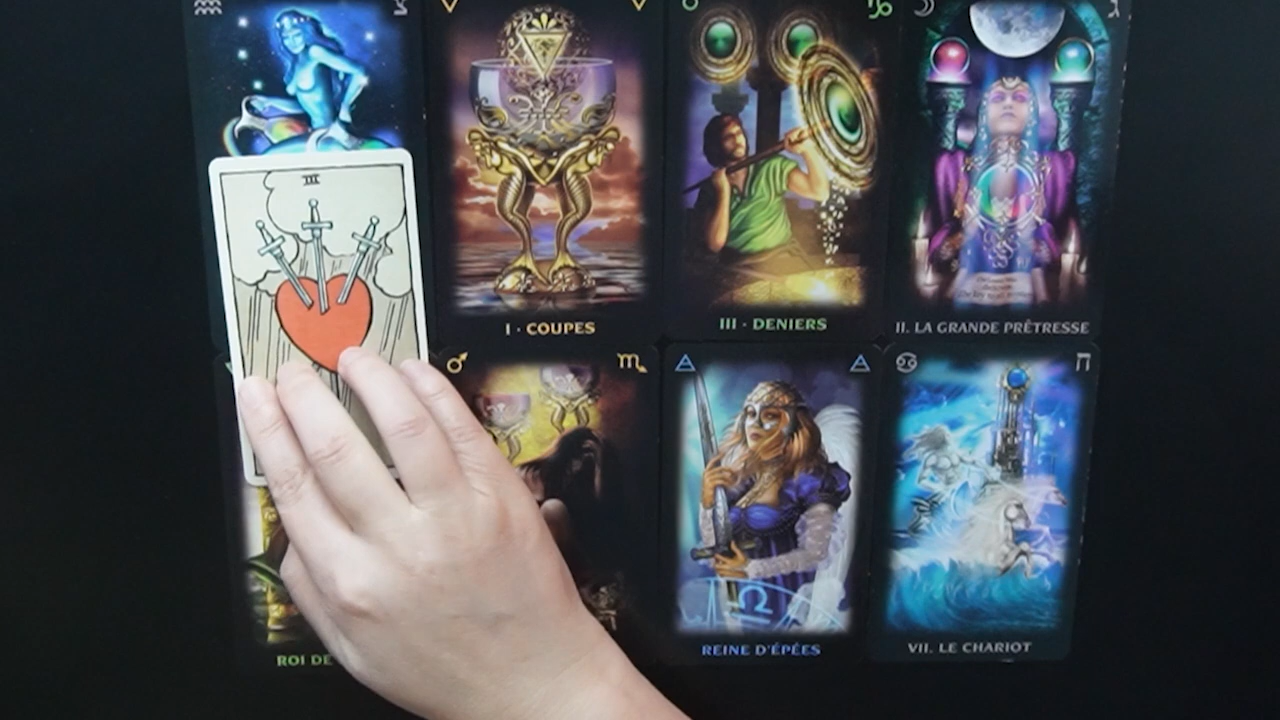 III
I · COUPES
III · DENIERS
II. LA GRANDE PRÊTRESSE
ROI DE
REINE D'ÉPÉES
VII. LE CHARIOT